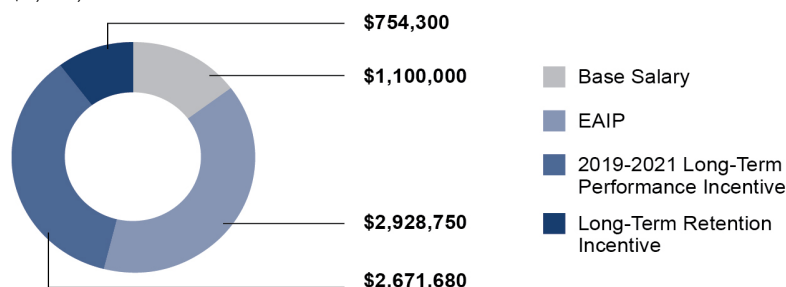 $754,300
$1,100,000
Base Salary
EAIP
2019-2021 Long-Term
Performance Incentive
$2,928,750
Long-Term Retention
Incentive
$2,671,680